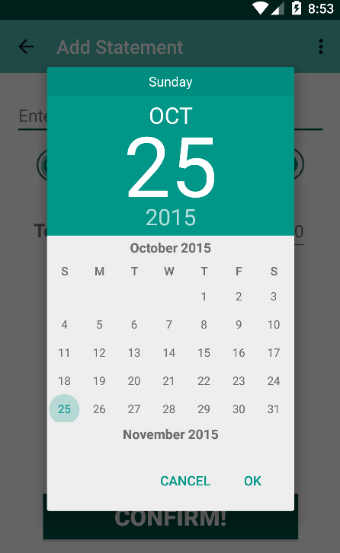 8:53
Add Statement
Ente
Sunday
OCT
25
2015
October 2015
S M T W T F S
1 2 3
4 5 6 7 8 9 10
11 12 13 14 15 16 17
18 19 20 21 22 23 24
25 26 27 28 29 30 31
November 2015
CANCEL OK
CONFIRM!